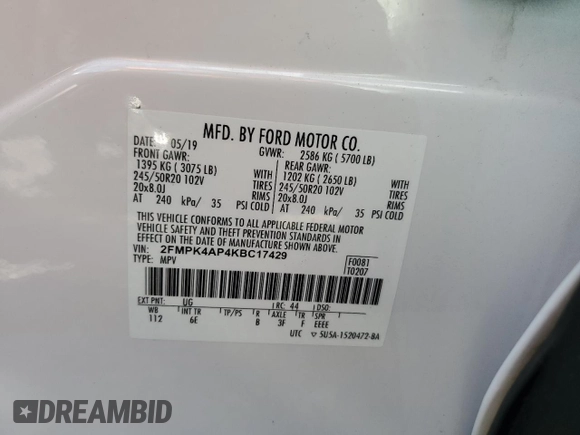 MFD. BY FORD MOTOR CO.
DATE: 05/19 GVWR: 2586 KG ( 5700 LB)
FRONT GAWR: REAR GAWR:
1395 KG ( 3075 LB) WITH 1202 KG ( 2650 LB) WITH
245/50R20 102V TIRES 245/50R20 102V TIRES
20x8.0J RIMS 20x8.0J RIMS
AT 240 kPa/ 35 PSI COLD AT 240 kPa/ 35 PSI COLD
THIS VEHICLE CONFORMS TO ALL APPLICABLE FEDERAL MOTOR
VEHICLE SAFETY AND THEFT PREVENTION STANDARDS IN
EFFECT ON THE DATE OF MANUFACTURE SHOWN ABOVE.
VIN: 2FMPK4AP4KBC17429 F0081
TYPE: MPV T0207
EXT PNT: UG RC: 44 DSO:
WB INT TR TP/PS R AXLE TR SPR
112 6E B 3F F EEEE
UTC 5U5A-1520472-BA
DREAMBID